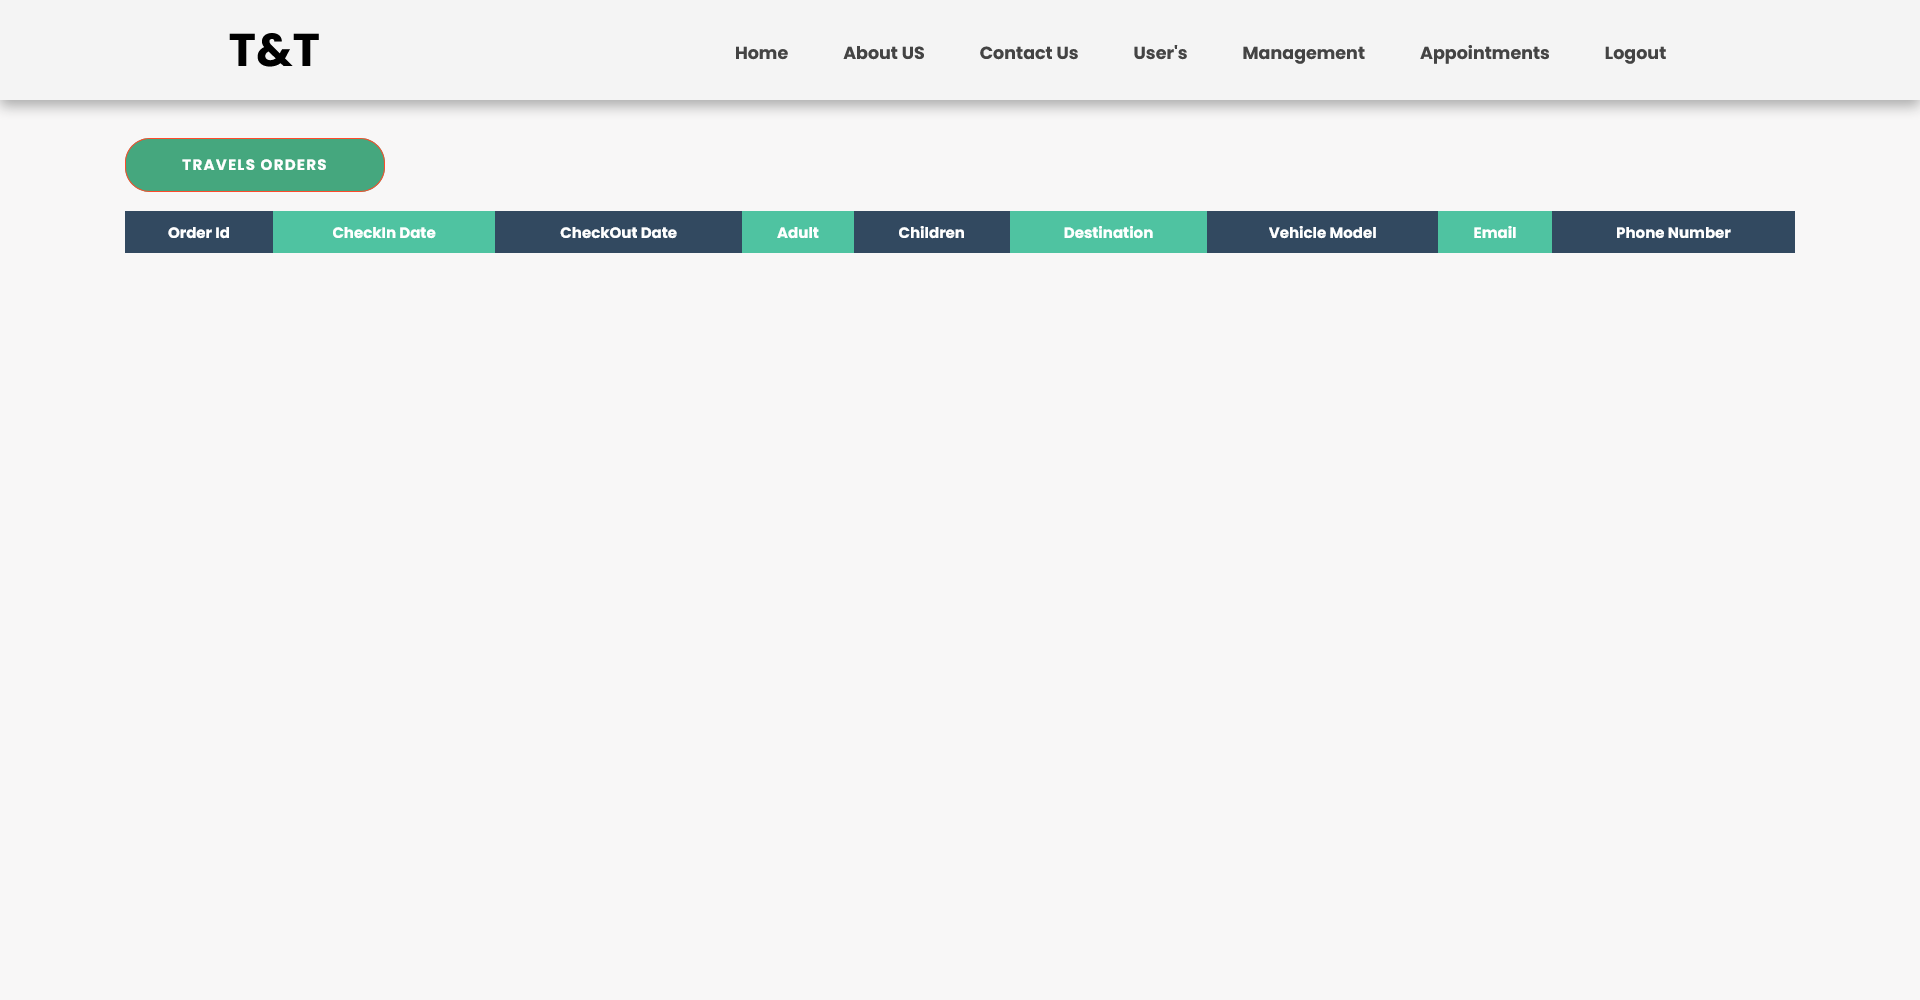 T&T
Home About US Contact Us User's Management Appointments Logout
TRAVELS ORDERS
Order Id CheckIn Date CheckOut Date Adult Children Destination Vehicle Model Email Phone Number